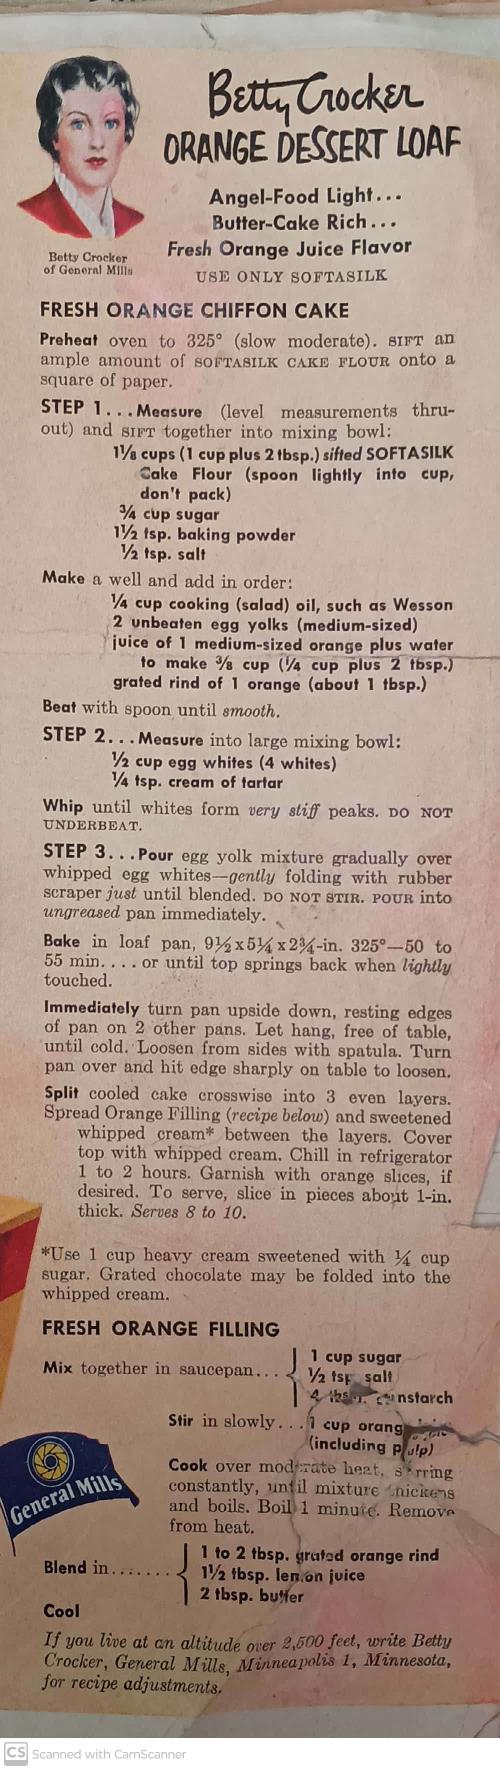 Betty Crocker
ORANGE DESSERT LOAF
Angel-Food Light...
Butter-Cake Rich...
Fresh Orange Juice Flavor
USE ONLY SOFTASILK
Betty Crocker
of General Mills
FRESH ORANGE CHIFFON CAKE
Preheat oven to 325° (slow moderate). SIFT an
ample amount of SOFTASILK CAKE FLOUR onto a
square of paper.
STEP 1...Measure (level measurements thru-
out) and SIFT together into mixing bowl:
1⅛ cups (1 cup plus 2 tbsp.) sifted SOFTASILK
Cake Flour (spoon lightly into cup,
don't pack)
¾ cup sugar
1½ tsp. baking powder
½ tsp. salt
Make a well and add in order:
¼ cup cooking (salad) oil, such as Wesson
2 unbeaten egg yolks (medium-sized)
juice of 1 medium-sized orange plus water
to make ⅜ cup (¼ cup plus 2 tbsp.)
grated rind of 1 orange (about 1 tbsp.)
Beat with spoon until smooth.
STEP 2...Measure into large mixing bowl:
½ cup egg whites (4 whites)
¼ tsp. cream of tartar
Whip until whites form very stiff peaks. DO NOT
UNDERBEAT.
STEP 3...Pour egg yolk mixture gradually over
whipped egg whites—gently folding with rubber
scraper just until blended. DO NOT STIR. POUR into
ungreased pan immediately.
Bake in loaf pan, 9½x5¼x2¾-in. 325°—50 to
55 min.... or until top springs back when lightly
touched.
Immediately turn pan upside down, resting edges
of pan on 2 other pans. Let hang, free of table,
until cold. Loosen from sides with spatula. Turn
pan over and hit edge sharply on table to loosen.
Split cooled cake crosswise into 3 even layers.
Spread Orange Filling (recipe below) and sweetened
whipped cream* between the layers. Cover
top with whipped cream. Chill in refrigerator
1 to 2 hours. Garnish with orange slices, if
desired. To serve, slice in pieces about 1-in.
thick. Serves 8 to 10.
*Use 1 cup heavy cream sweetened with ¼ cup
sugar. Grated chocolate may be folded into the
whipped cream.
FRESH ORANGE FILLING
Mix together in saucepan... 1 cup sugar
½ tsp. salt
4 tbsp. cornstarch
Stir in slowly... 1 cup orange juice
(including pulp)
Cook over moderate heat, stirring
constantly, until mixture thickens
and boils. Boil 1 minute. Remove
from heat.
General Mills
Blend in....... 1 to 2 tbsp. grated orange rind
1½ tbsp. lemon juice
2 tbsp. butter
Cool
If you live at an altitude over 2,500 feet, write Betty
Crocker, General Mills, Minneapolis 1, Minnesota,
for recipe adjustments.
CS Scanned with CamScanner